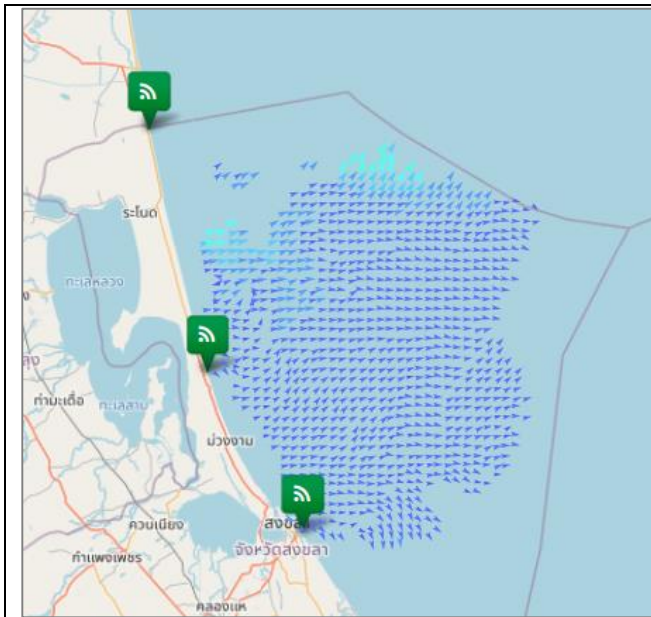 ระโนด
ทะเลหลวง
ทำมะเดื่อ
ทะเลสาบ
ม่วงงาม
ควนเนียง
สงขลา
จังหวัดสงขลา
กำแพงเพชร
คลองแห